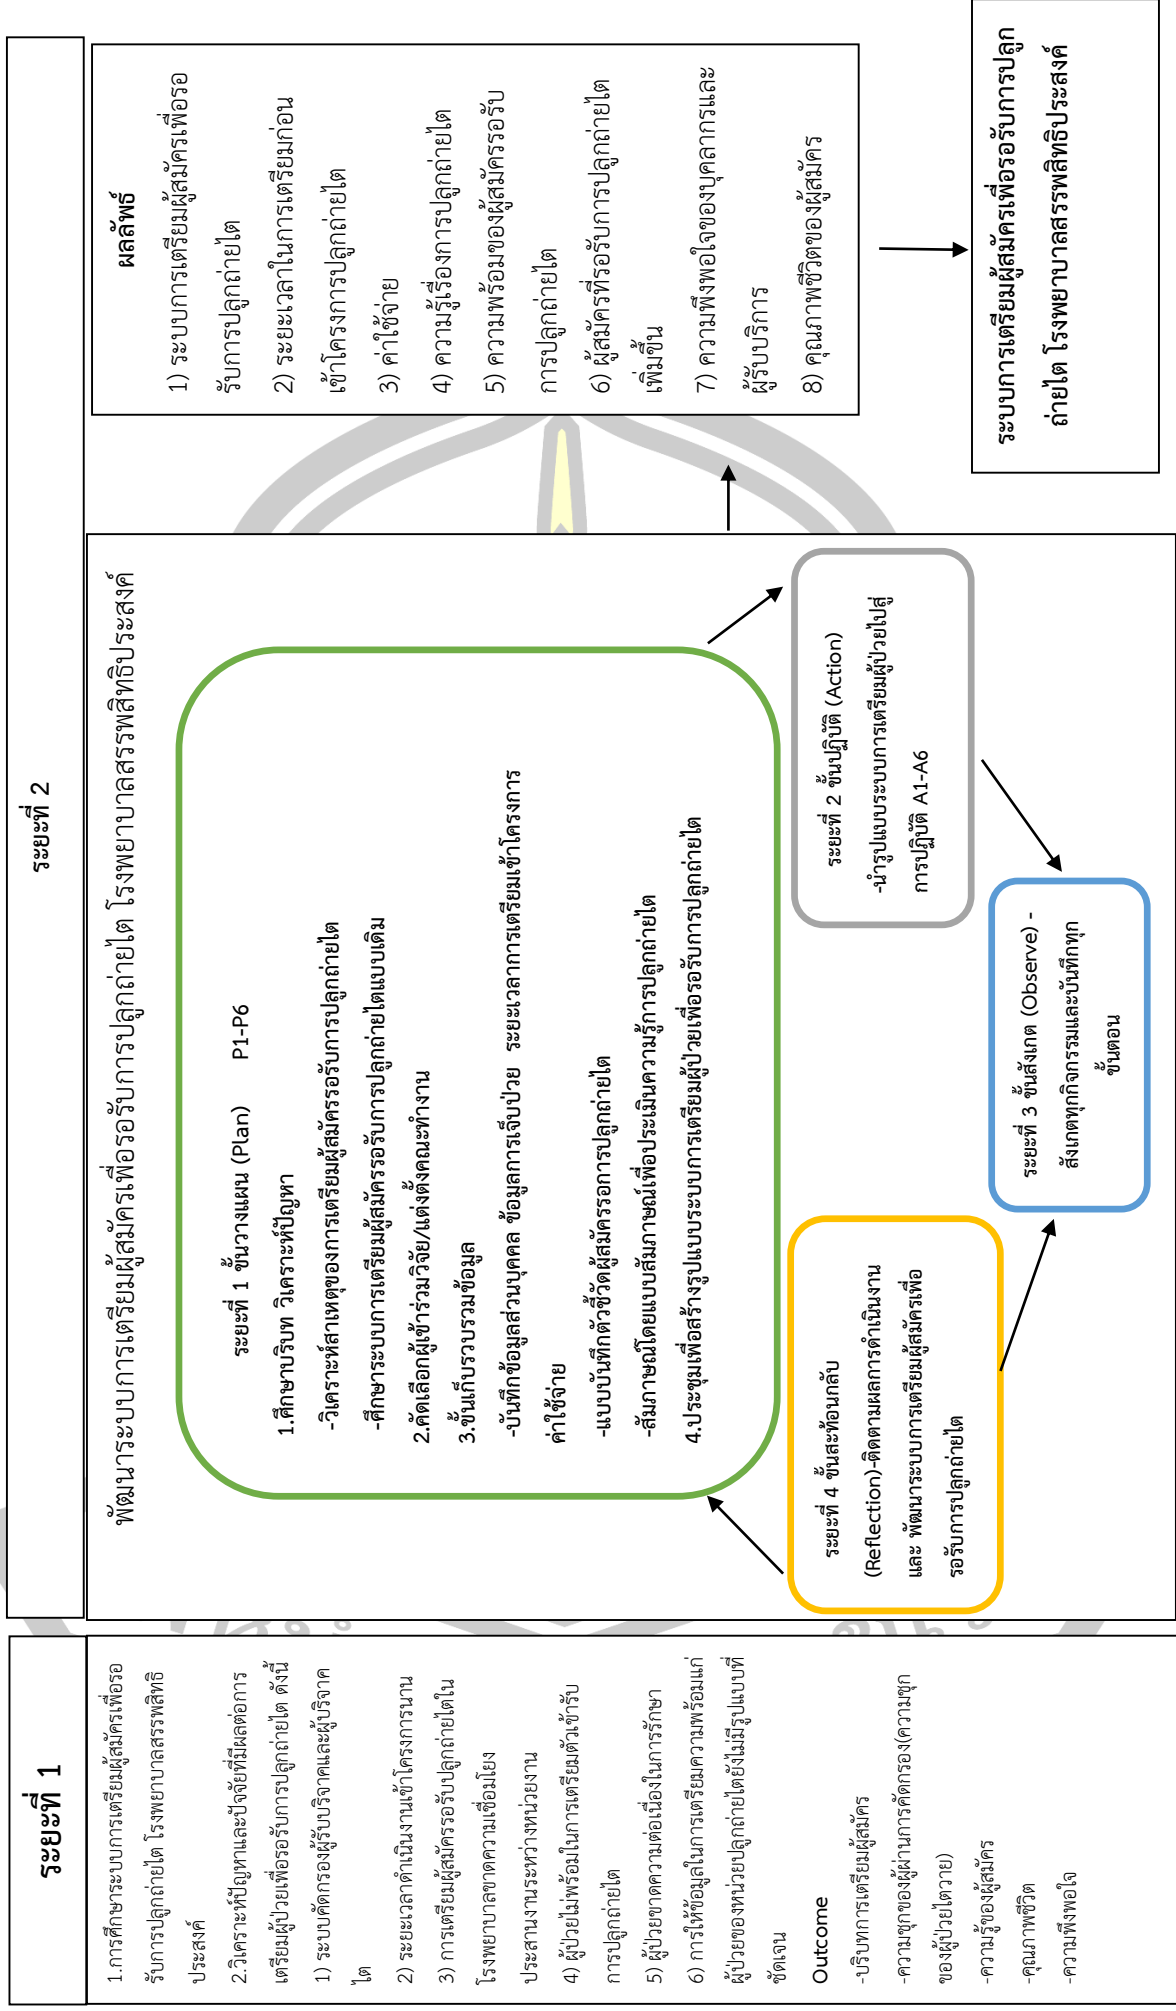 ระยะที่ 1
1.การศึกษาระบบการเตรียมผู้สมัครเพื่อรอ
รับการปลูกถ่ายไต โรงพยาบาลสรรพสิทธิ
ประสงค์
2.วิเคราะห์ปัญหาและปัจจัยที่มีผลต่อการ
เตรียมผู้ป่วยเพื่อรอรับการปลูกถ่ายไต ดังนี้
1) ระบบคัดกรองผู้รับบริจาคและผู้บริจาค
ไต
2) ระยะเวลาดำเนินงานเข้าโครงการนาน
3) การเตรียมผู้สมัครรอรับปลูกถ่ายไตใน
โรงพยาบาลขาดความเชื่อมโยง
ประสานงานระหว่างหน่วยงาน
4) ผู้ป่วยไม่พร้อมในการเตรียมตัวเข้ารับ
การปลูกถ่ายไต
5) ผู้ป่วยขาดความต่อเนื่องในการรักษา
6) การให้ข้อมูลในการเตรียมความพร้อมแก่
ผู้ป่วยของหน่วยปลูกถ่ายไตยังไม่มีรูปแบบที่
ชัดเจน
Outcome
-บริบทการเตรียมผู้สมัคร
-ความชุกของผู้ผ่านการคัดกรอง(ความชุก
ของผู้ป่วยไตวาย)
-ความรู้ของผู้สมัคร
-คุณภาพชีวิต
-ความพึงพอใจ
ระยะที่ 2
พัฒนาระบบการเตรียมผู้สมัครเพื่อรอรับการปลูกถ่ายไต โรงพยาบาลสรรพสิทธิประสงค์
ระยะที่ 1 ขั้นวางแผน (Plan) P1-P6
1.ศึกษาบริบท วิเคราะห์ปัญหา
-วิเคราะห์สาเหตุของการเตรียมผู้สมัครรอรับการปลูกถ่ายไต
-ศึกษาระบบการเตรียมผู้สมัครรอรับการปลูกถ่ายไตแบบเดิม
2.คัดเลือกผู้เข้าร่วมวิจัย/แต่งตั้งคณะทำงาน
3.ขั้นเก็บรวบรวมข้อมูล
-บันทึกข้อมูลส่วนบุคคล ข้อมูลการเจ็บป่วย ระยะเวลาการเตรียมเข้าโครงการ
ค่าใช้จ่าย
-แบบบันทึกตัวชี้วัดผู้สมัครรอการปลูกถ่ายไต
-สัมภาษณ์โดยแบบสัมภาษณ์เพื่อประเมินความรู้การปลูกถ่ายไต
4.ประชุมเพื่อสร้างรูปแบบระบบการเตรียมผู้ป่วยเพื่อรอรับการปลูกถ่ายไต
ระยะที่ 2 ขั้นปฏิบัติ (Action)
-นำรูปแบบระบบการเตรียมผู้ป่วยไปสู่
การปฏิบัติ A1-A6
ระยะที่ 3 ขั้นสังเกต (Observe) -
สังเกตทุกกิจกรรมและบันทึกทุก
ขั้นตอน
ระยะที่ 4 ขั้นสะท้อนกลับ
(Reflection)-ติดตามผลการดำเนินงาน
และ พัฒนาระบบการเตรียมผู้สมัครเพื่อ
รอรับการปลูกถ่ายไต
ผลลัพธ์
1) ระบบการเตรียมผู้สมัครเพื่อรอ
รับการปลูกถ่ายไต
2) ระยะเวลาในการเตรียมก่อน
เข้าโครงการปลูกถ่ายไต
3) ค่าใช้จ่าย
4) ความรู้เรื่องการปลูกถ่ายไต
5) ความพร้อมของผู้สมัครรอรับ
การปลูกถ่ายไต
6) ผู้สมัครที่รอรับการปลูกถ่ายไต
เพิ่มขึ้น
7) ความพึงพอใจของบุคลากรและ
ผู้รับบริการ
8) คุณภาพชีวิตของผู้สมัคร
ระบบการเตรียมผู้สมัครเพื่อรอรับการปลูก
ถ่ายไต โรงพยาบาลสรรพสิทธิประสงค์